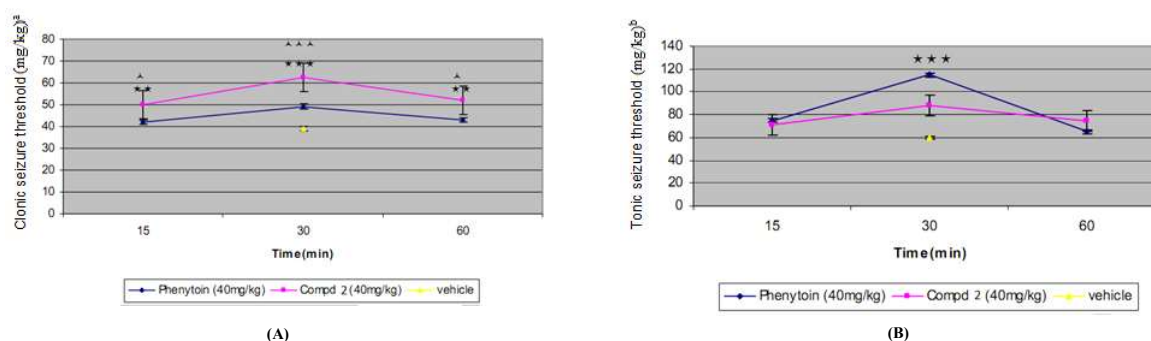 Clonic seizure threshold (mg/kg)a
80
70
60
50
40
30
20
10
0
15 30 60
Time(min)
Phenytoin (40mg/kg) Compd 2 (40mg/kg) vehicle
(A)
Tonic seizure threshold (mg/kg)b
140
120
100
80
60
40
20
0
15 30 60
Time(min)
Phenytoin (40mg/kg) Compd 2 (40mg/kg) vehicle
(B)